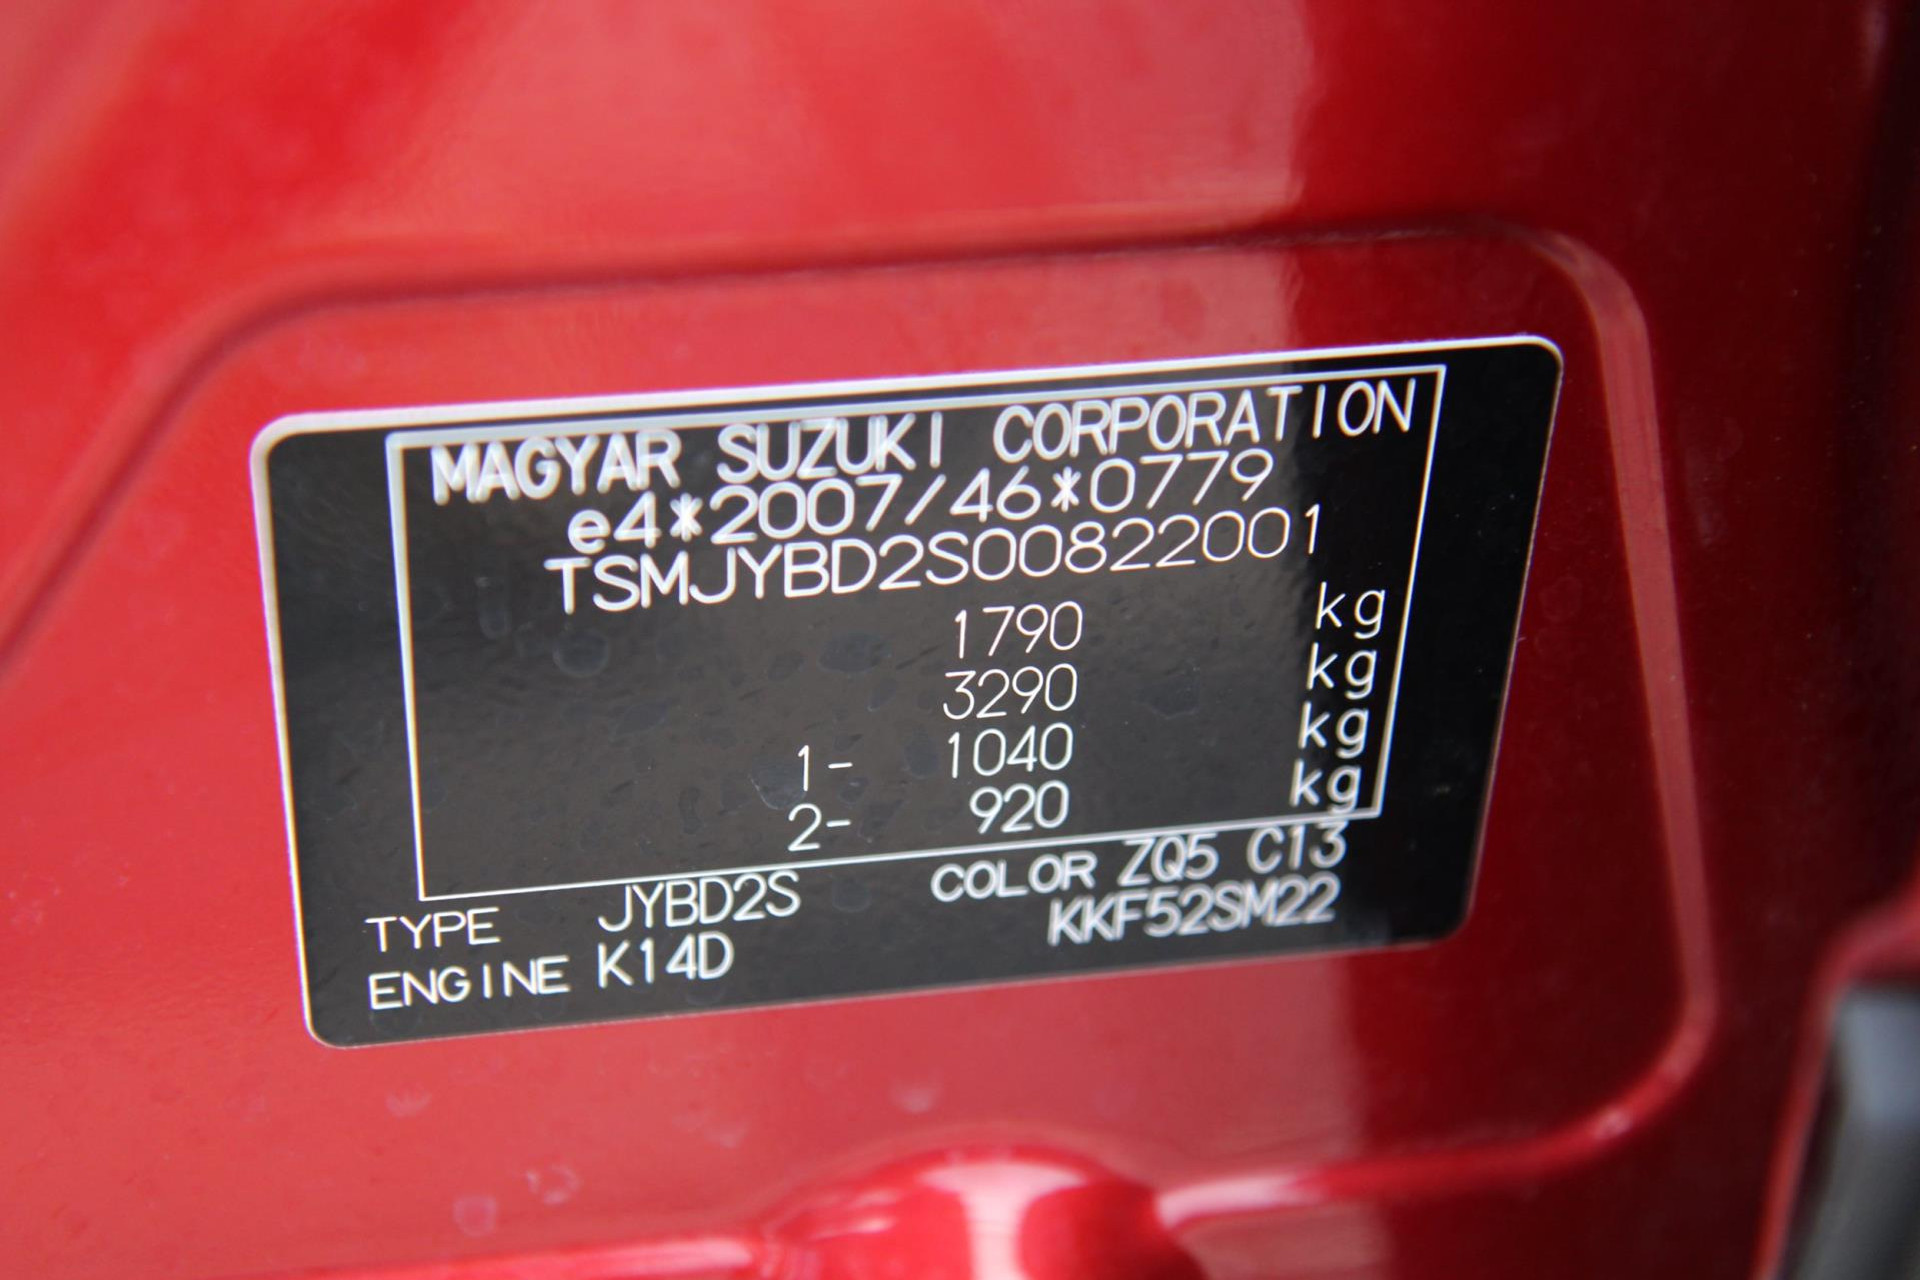 MAGYAR SUZUKI CORPORATION
e4*2007/46*0779
TSMJYBD2S00822001
1790 kg
3290 kg
1- 1040 kg
2- 920 kg
TYPE JYBD2S COLOR ZQ5 C13
ENGINE K14D KKF52SM22